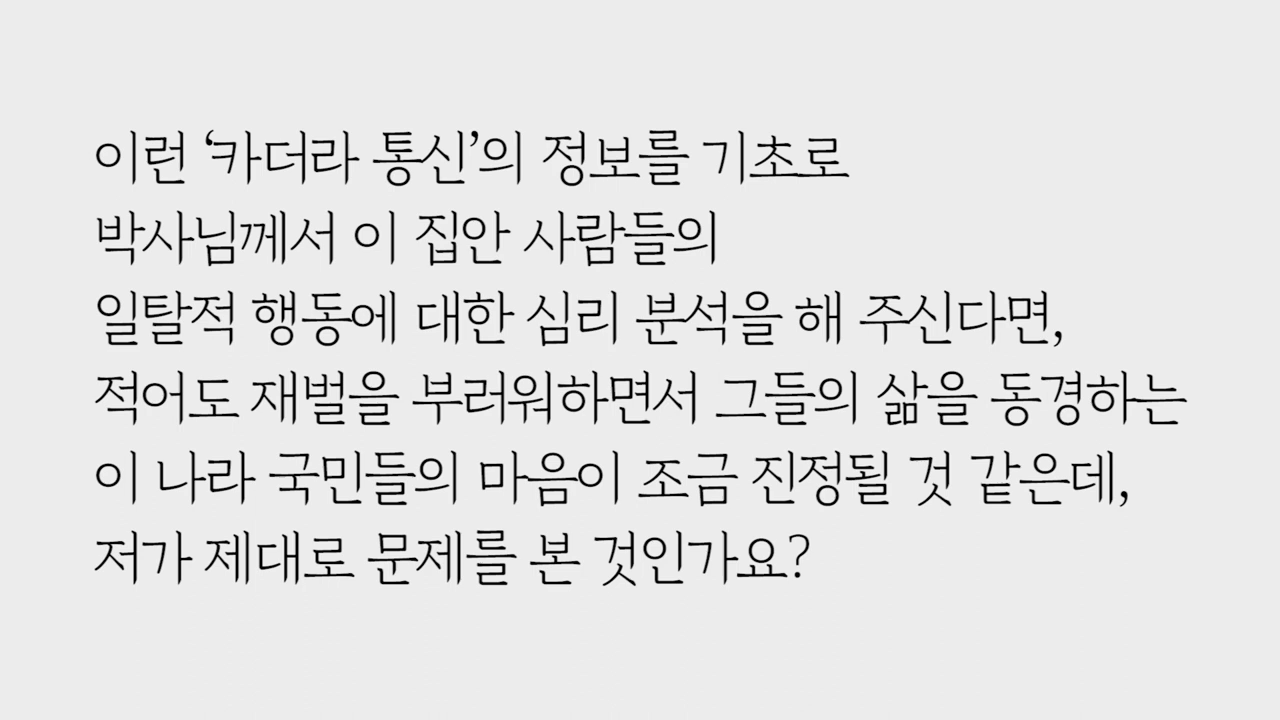 이런 ‘카더라 통신’의 정보를 기초로
박사님께서 이 집안 사람들의
일탈적 행동에 대한 심리 분석을 해 주신다면,
적어도 재벌을 부러워하면서 그들의 삶을 동경하는
이 나라 국민들의 마음이 조금 진정될 것 같은데,
저가 제대로 문제를 본 것인가요?